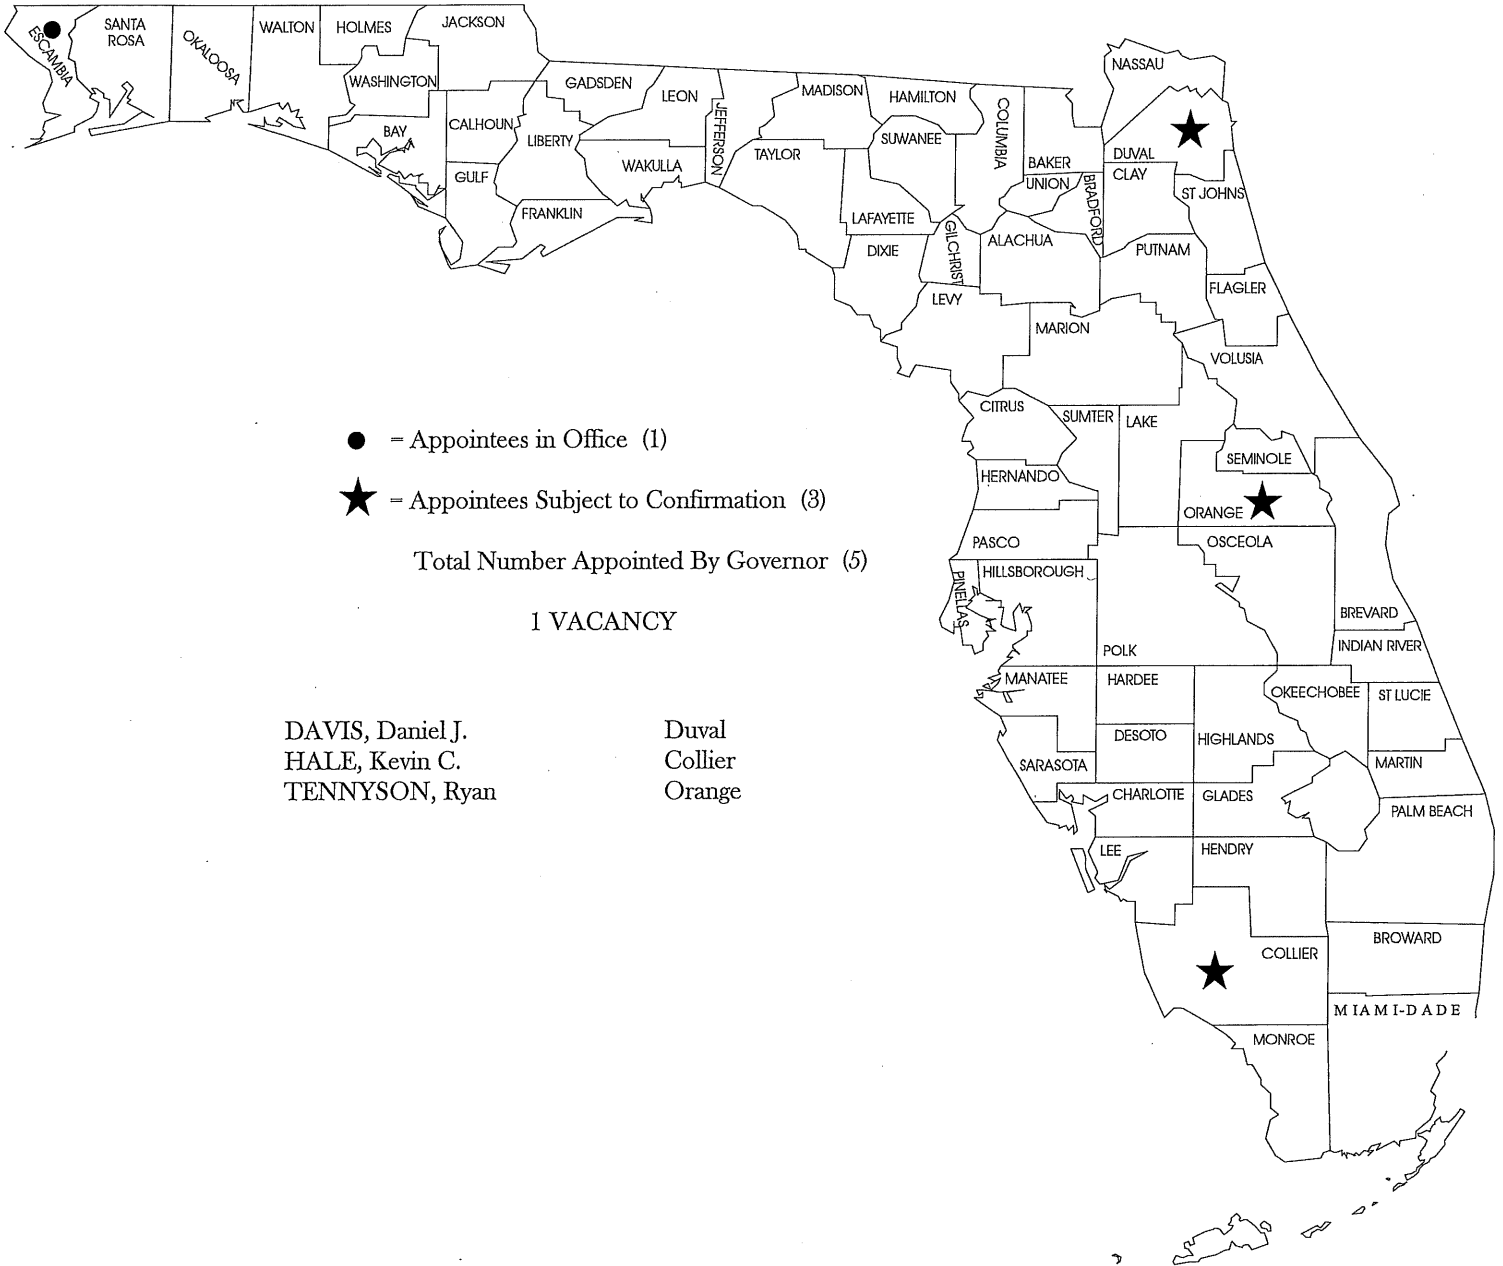 ESCAMBIA
SANTA
ROSA
OKALOOSA
WALTON
HOLMES
JACKSON
WASHINGTON
BAY
CALHOUN
GULF
GADSDEN
LIBERTY
FRANKLIN
LEON
WAKULLA
JEFFERSON
MADISON
TAYLOR
HAMILTON
SUWANEE
LAFAYETTE
DIXIE
COLUMBIA
GILCHRIST
BAKER
UNION
BRADFORD
ALACHUA
LEVY
NASSAU
DUVAL
CLAY
ST JOHNS
PUTNAM
FLAGLER
MARION
VOLUSIA
CITRUS
SUMTER
LAKE
SEMINOLE
ORANGE
HERNANDO
PASCO
OSCEOLA
PINELLAS
HILLSBOROUGH
POLK
BREVARD
INDIAN RIVER
MANATEE
HARDEE
OKEECHOBEE
ST LUCIE
DESOTO
HIGHLANDS
SARASOTA
MARTIN
CHARLOTTE
GLADES
PALM BEACH
LEE
HENDRY
BROWARD
COLLIER
MIAMI-DADE
MONROE
= Appointees in Office (1)
= Appointees Subject to Confirmation (3)
Total Number Appointed By Governor (5)
1 VACANCY
DAVIS, Daniel J. Duval
HALE, Kevin C. Collier
TENNYSON, Ryan Orange